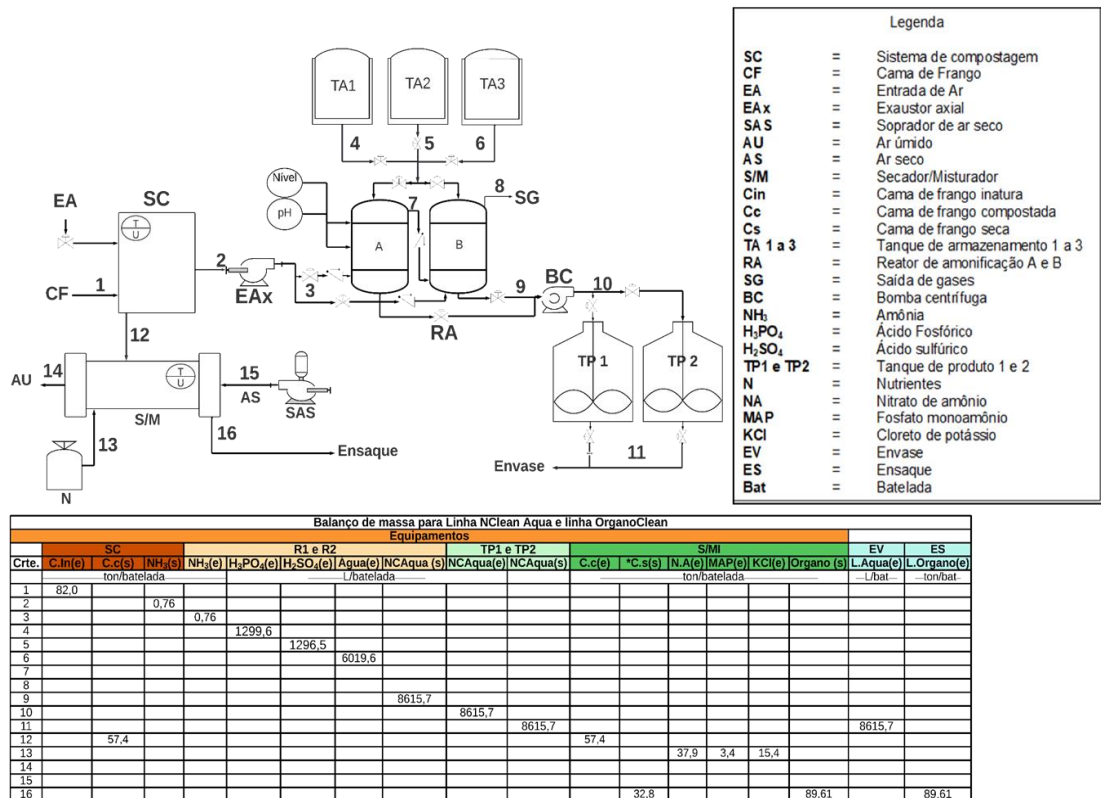 TA1 TA2 TA3
4 5 6
Nível
pH
7
8
SG
A
B
EA
SC
T
U
CF
1
2
EAx
3
RA
9
BC
10
TP 1
TP 2
11
Envase
12
14
AU
T
U
S/M
15
AS
SAS
13
N
16
Ensaque
Legenda
SC = Sistema de compostagem
CF = Cama de Frango
EA = Entrada de Ar
EAx = Exaustor axial
SAS = Soprador de ar seco
AU = Ar úmido
AS = Ar seco
S/M = Secador/Misturador
Cin = Cama de frango inatura
Cc = Cama de frango compostada
Cs = Cama de frango seca
TA 1 a 3 = Tanque de armazenamento 1 a 3
RA = Reator de amonificação A e B
SG = Saída de gases
BC = Bomba centrífuga
NH₃ = Amônia
H₃PO₄ = Ácido Fosfórico
H₂SO₄ = Ácido sulfúrico
TP1 e TP2 = Tanque de produto 1 e 2
N = Nutrientes
NA = Nitrato de amônio
MAP = Fosfato monoamônio
KCl = Cloreto de potássio
EV = Envase
ES = Ensaque
Bat = Batelada
Balanço de massa para Linha NClean Aqua e linha OrganoClean
Equipamentos
SC R1 e R2 TP1 e TP2 S/MI EV ES
Crte. C.In(e) C.c(s) NH₃(s) NH₃(e) H₃PO₄(e) H₂SO₄(e) Agua(e) NCAqua (s) NCAqua(e) NCAqua(s) C.c(e) *C.s(s) N.A(e) MAP(e) KCl(e) Organo (s) L.Aqua(e) L.Organo(e)
ton/batelada L/batelada ton/batelada L/bat ton/bat
1 82,0
2 0,76
3 0,76
4 1299,6
5 1296,5
6 6019,6
7
8
9 8615,7
10 8615,7
11 8615,7 8615,7
12 57,4 57,4
13 37,9 3,4 15,4
14
15
16 32,8 89,61 89,61